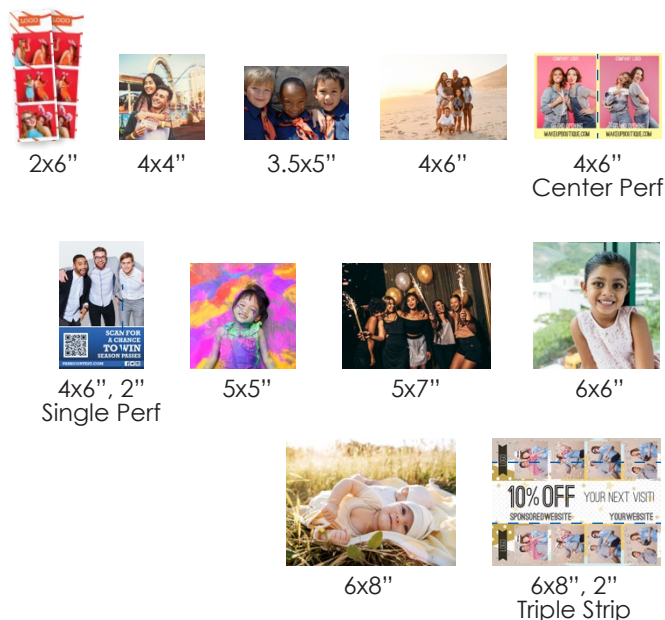 LOGO
LOGO
2x6”
4x4”
3.5x5”
4x6”
COMPANY LOGO
COMPANY LOGO
MAKEUPBOUTIQUE.COM
MAKEUPBOUTIQUE.COM
4x6”
Center Perf
SCAN FOR
A CHANCE
TO WIN
SEASON PASSES
4x6”, 2”
Single Perf
5x5”
5x7”
6x6”
6x8”
10% OFF YOUR NEXT VISIT!
SPONSOREDWEBSITE YOURWEBSITE
6x8”, 2”
Triple Strip